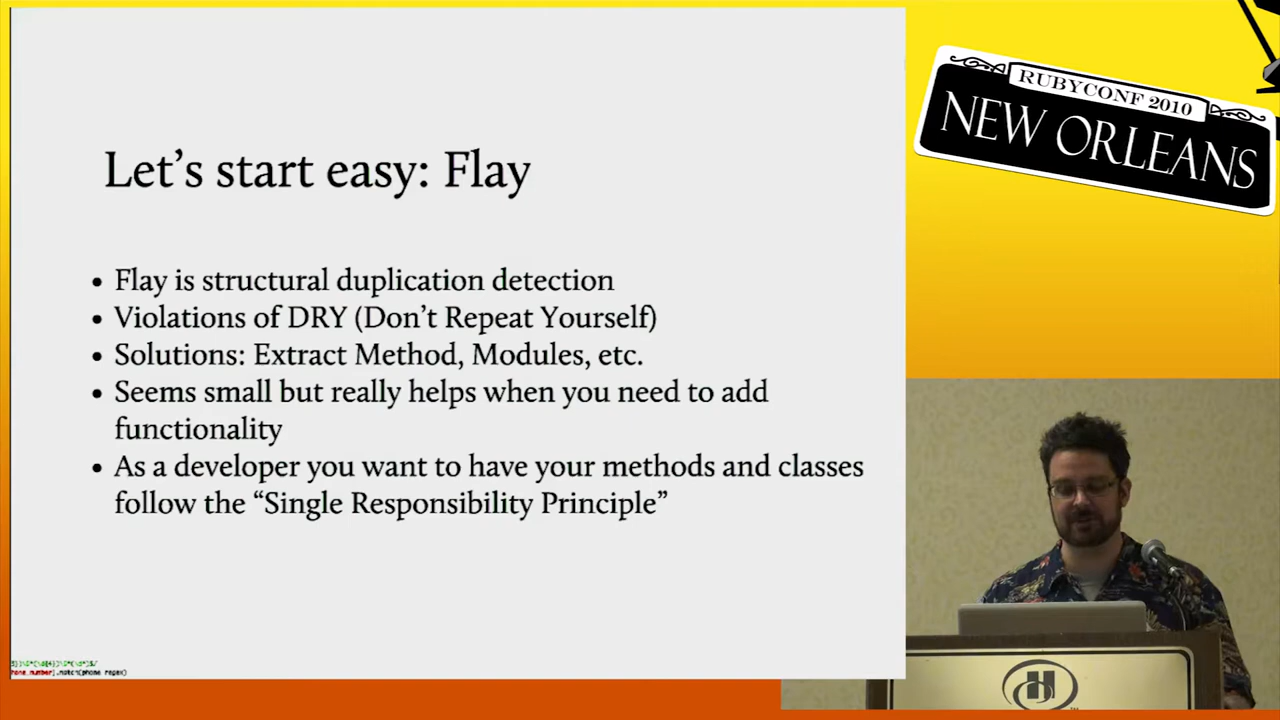 Let's start easy: Flay
• Flay is structural duplication detection
• Violations of DRY (Don't Repeat Yourself)
• Solutions: Extract Method, Modules, etc.
• Seems small but really helps when you need to add
functionality
• As a developer you want to have your methods and classes
follow the “Single Responsibility Principle”
RUBYCONF 2010
NEW ORLEANS